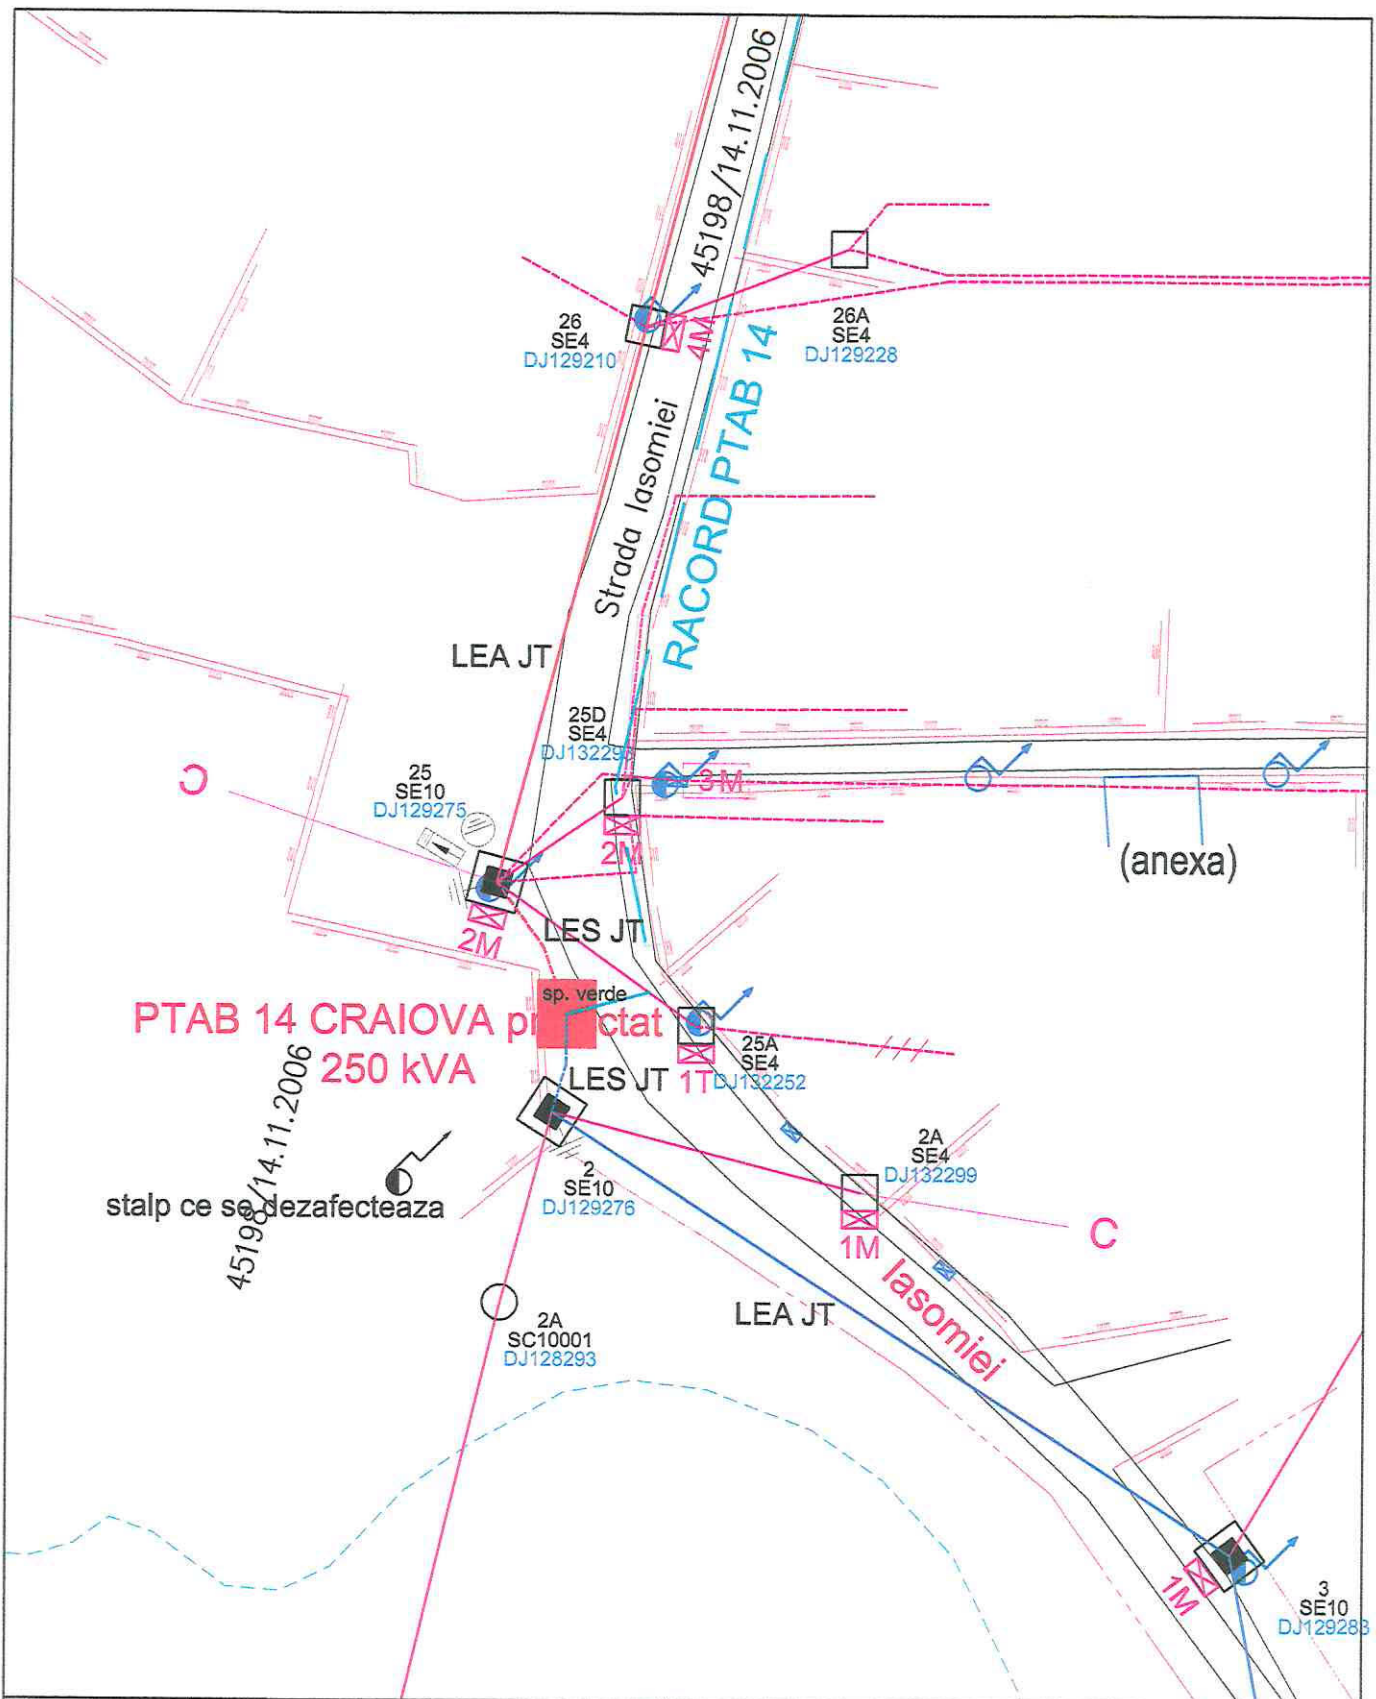 45198/14.11.2006
26
SE4
DJ129210
4M
26A
SE4
DJ129228
RACORD PTAB 14
Strada Iasomiei
LEA JT
25D
SE4
C
25
SE10
DJ129275
3M
2M
(anexa)
2M
LES JT
sp. verde
PTAB 14 CRAIOVA
250 kVA
LES JT
1T
25A
SE4
DJ132252
45198/14.11.2006
stalp ce se dezafecteaza
2
SE10
DJ129276
2A
SE4
DJ132299
1M
C
Iasomiei
LEA JT
2A
SC10001
DJ128293
1M
3
SE10
DJ129283